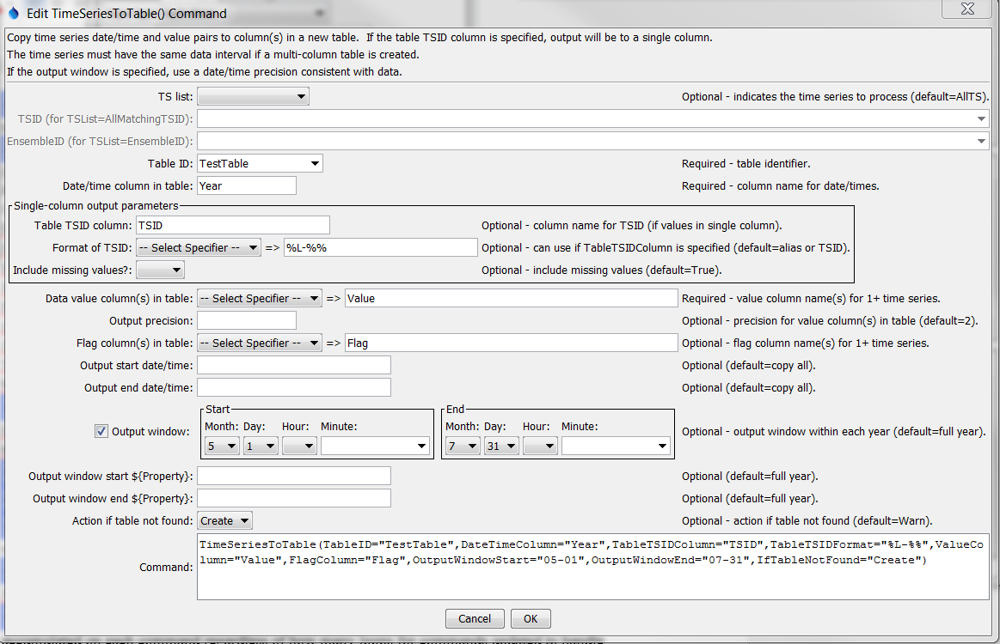 Edit TimeSeriesToTable() Command
Copy time series date/time and value pairs to column(s) in a new table.  If the table TSID column is specified, output will be to a single column.
The time series must have the same data interval if a multi-column table is created.
If the output window is specified, use a date/time precision consistent with data.
TS list: Optional - indicates the time series to process (default=AllTS).
TSID (for TSList=AllMatchingTSID):
EnsembleID (for TSList=EnsembleID):
Table ID: TestTable Required - table identifier.
Date/time column in table: Year Required - column name for date/times.
Single-column output parameters
Table TSID column: TSID Optional - column name for TSID (if values in single column).
Format of TSID: -- Select Specifier -- => %L-%% Optional - can use if TableTSIDColumn is specified (default=alias or TSID).
Include missing values?: Optional - include missing values (default=True).
Data value column(s) in table: -- Select Specifier -- => Value Required - value column name(s) for 1+ time series.
Output precision: Optional - precision for value column(s) in table (default=2).
Flag column(s) in table: -- Select Specifier -- => Flag Optional - flag column name(s) for 1+ time series.
Output start date/time: Optional (default=copy all).
Output end date/time: Optional (default=copy all).
Start End
Month: Day: Hour: Minute: Month: Day: Hour: Minute:
Output window: Optional - output window within each year (default=full year).
5 1 7 31
Output window start ${Property}: Optional (default=full year).
Output window end ${Property}: Optional (default=full year).
Action if table not found: Create Optional - action if table not found (default=Warn).
Command:
TimeSeriesToTable(TableID="TestTable",DateTimeColumn="Year",TableTSIDColumn="TSID",TableTSIDFormat="%L-%%",ValueCo
lumn="Value",FlagColumn="Flag",OutputWindowStart="05-01",OutputWindowEnd="07-31",IfTableNotFound="Create")
Cancel OK